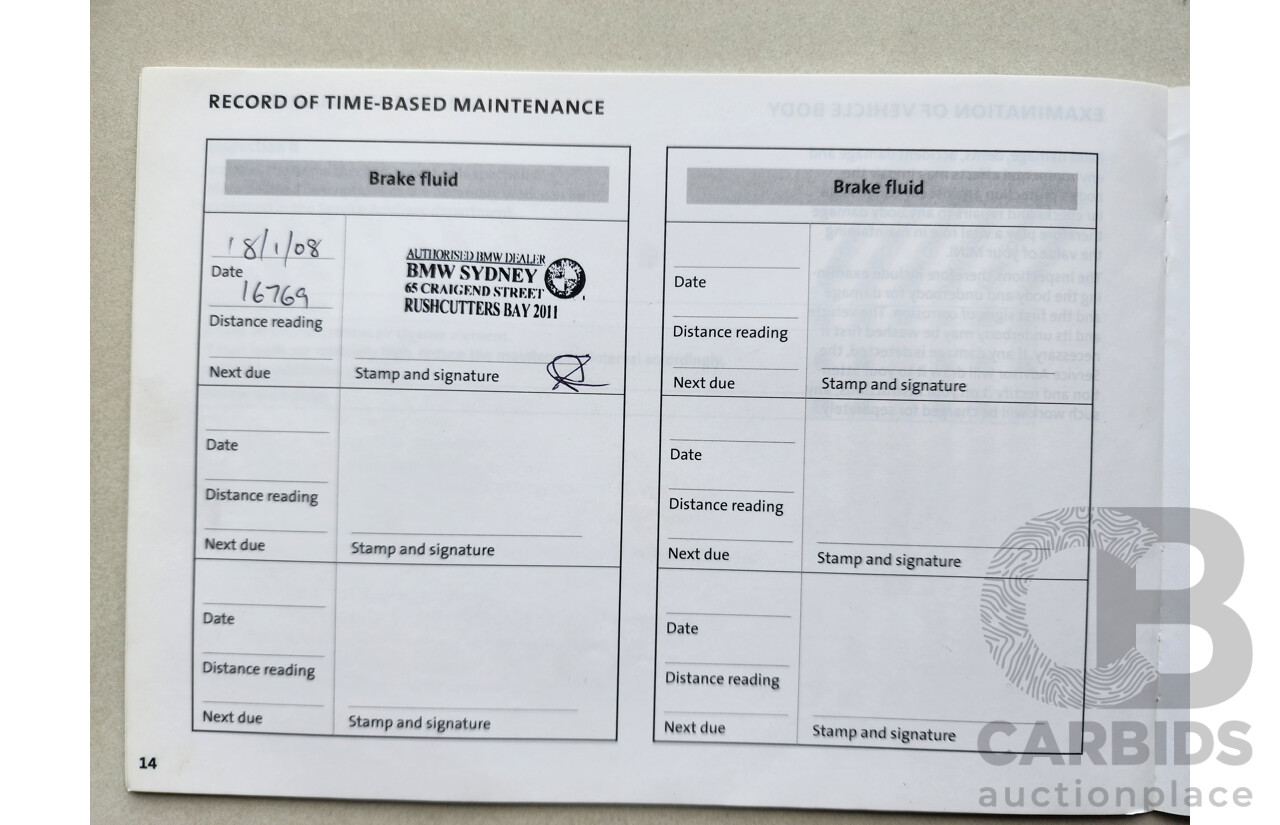 RECORD OF TIME-BASED MAINTENANCE
Brake fluid
18/1/08
Date
16769
Distance reading
Next due
AUTHORISED BMW DEALER
BMW SYDNEY
65 CRAIGEND STREET
RUSHCUTTERS BAY 2011
Stamp and signature
Date
Distance reading
Next due
Stamp and signature
Date
Distance reading
Next due
Stamp and signature
Brake fluid
Date
Distance reading
Next due
Stamp and signature
Date
Distance reading
Next due
Stamp and signature
Date
Distance reading
Next due
Stamp and signature
14
CB
CARBIDS
auctionplace